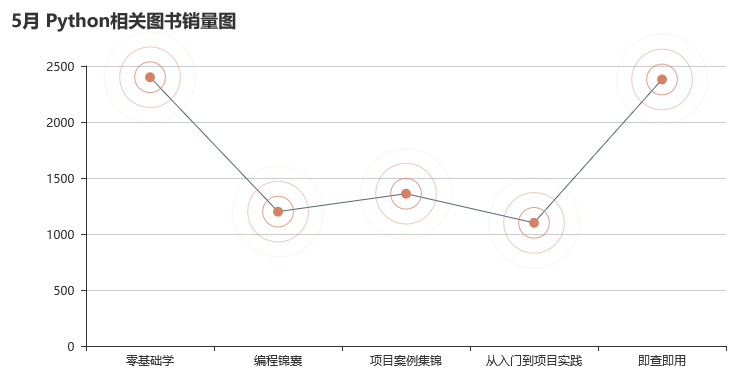 5月 Python相关图书销量图
2500
2000
1500
1000
500
0
零基础学
编程锦囊
项目案例集锦
从入门到项目实践
即查即用